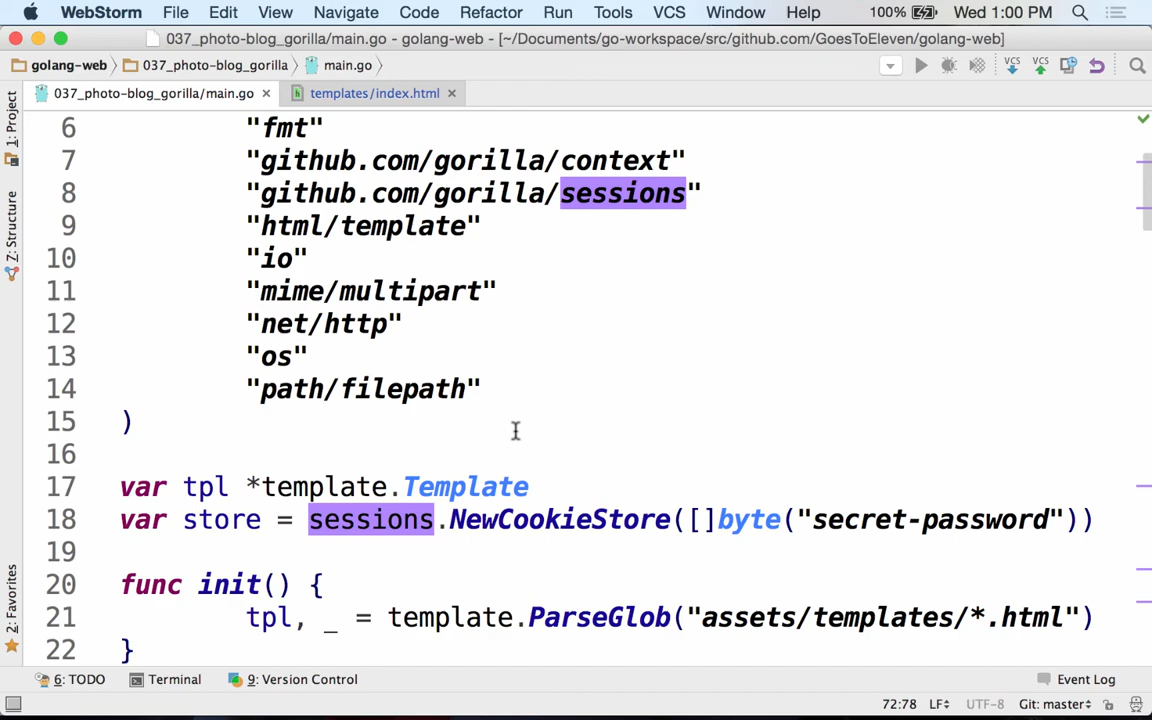 WebStorm File Edit View Navigate Code Refactor Run Tools VCS Window Help 100% Wed 1:00 PM
037_photo-blog_gorilla/main.go - golang-web - [~/Documents/go-workspace/src/github.com/GoesToEleven/golang-web]
golang-web 037_photo-blog_gorilla main.go VCS VCS
037_photo-blog_gorilla/main.go h templates/index.html
1: Project
Z: Structure
2: Favorites
6 "fmt"
7 "github.com/gorilla/context"
8 "github.com/gorilla/sessions"
9 "html/template"
10 "io"
11 "mime/multipart"
12 "net/http"
13 "os"
14 "path/filepath"
15 )
16
17 var tpl *template.Template
18 var store = sessions.NewCookieStore([]byte("secret-password"))
19
20 func init() {
21 tpl, _ = template.ParseGlob("assets/templates/*.html")
22 }
6: TODO Terminal 9: Version Control Event Log
72:78 LF UTF-8 Git: master